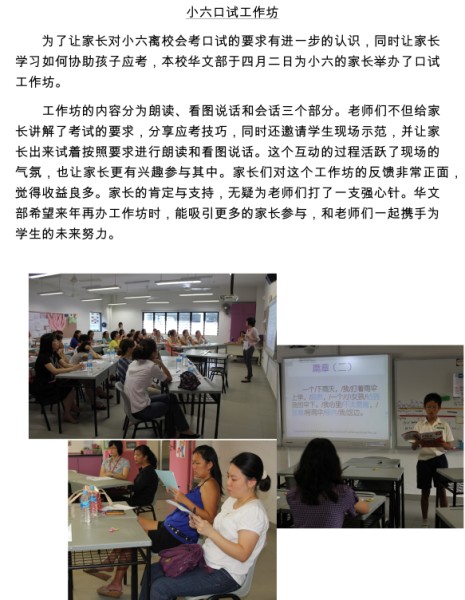 小六口试工作坊
为了让家长对小六离校会考口试的要求有进一步的认识，同时让家长
学习如何协助孩子应考，本校华文部于四月二日为小六的家长举办了口试
工作坊。
工作坊的内容分为朗读、看图说话和会话三个部分。老师们不但给家
长讲解了考试的要求，分享应考技巧，同时还邀请学生现场示范，并让家
长出来试着按照要求进行朗读和看图说话。这个互动的过程活跃了现场的
气氛，也让家长更有兴趣参与其中。家长们对这个工作坊的反馈非常正面，
觉得收益良多。家长的肯定与支持，无疑为老师们打了一支强心针。华文
部希望来年再办工作坊时，能吸引更多的家长参与，和老师们一起携手为
学生的未来努力。
（二）
一个下雨天，